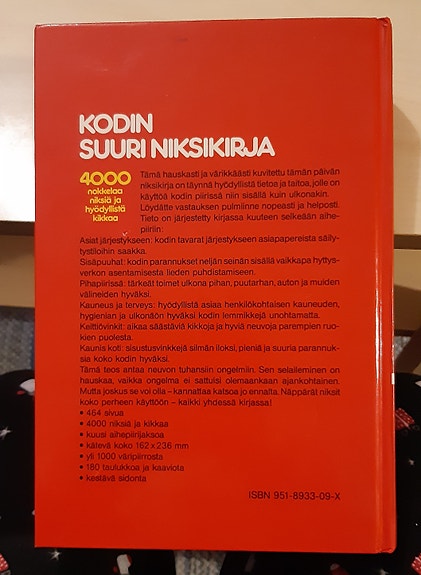 KODIN
SUURI NIKSIKIRJA
4000
nokkelaa
niksiä ja
hyödyllistä
kikkaa
Tämä hauskasti ja värikkäästi kuvitettu tämän päivän
niksikirja on täynnä hyödyllistä tietoa ja taitoa, jolle on
käyttöä kodin piirissä niin sisällä kuin ulkonakin.
Löydätte vastauksen pulmiinne nopeasti ja helposti.
Tieto on järjestetty kirjassa kuuteen selkeään aihe-
piiriin:
Asiat järjestykseen: kodin tavarat järjestykseen asiapapereista säily-
tystiloihin saakka.
Sisäpuuhat: kodin parannukset neljän seinän sisällä vaikkapa hyttys-
verkon asentamisesta lieden puhdistamiseen.
Pihapiirissä: tärkeät toimet ulkona pihan, puutarhan, auton ja muiden
välineiden hyväksi.
Kauneus ja terveys: hyödyllistä asiaa henkilökohtaisen kauneuden,
hygienian ja ulkonäön hyväksi kodin lemmikkejä unohtamatta.
Keittiövinkit: aikaa säästäviä kikkoja ja hyviä neuvoja parempien ruo-
kien puolesta.
Kaunis koti: sisustusvinkkejä silmän iloksi, pieniä ja suuria parannuk-
sia koko kodin hyväksi.
Tämä teos antaa neuvon tuhansiin ongelmiin. Sen selaileminen on
hauskaa, vaikka ongelma ei sattuisi olemaankaan ajankohtainen.
Mutta joskus se voi olla – kannattaa katsoa jo ennalta. Näppärät niksit
koko perheen käyttöön – kaikki yhdessä kirjassa!
• 464 sivua
• 4000 niksiä ja kikkaa
• kuusi aihepiirijaksoa
• kätevä koko 162 x 236 mm
• yli 1000 väripiirrosta
• 180 taulukkoa ja kaaviota
• kestävä sidonta
ISBN 951-8933-09-X